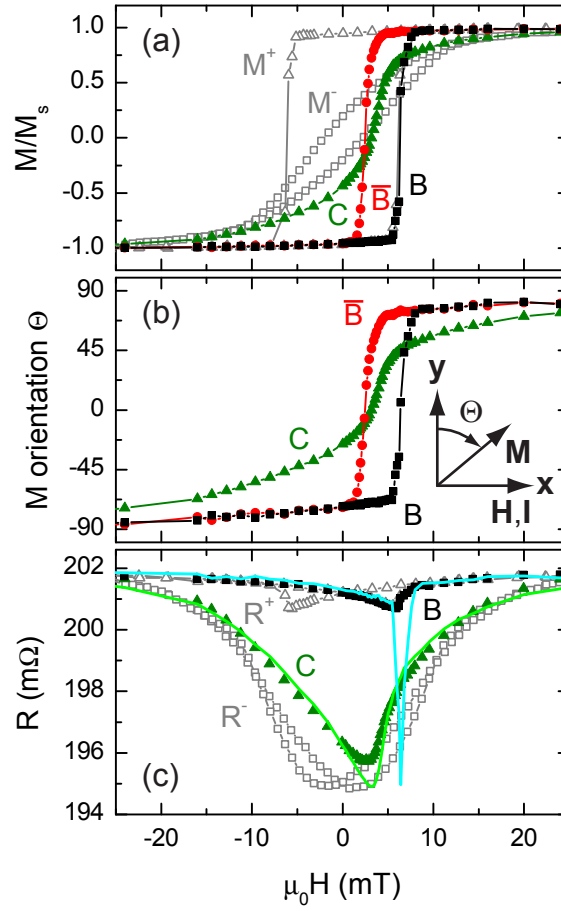 (a)
M/Mₛ
1.0
0.5
0.0
-0.5
-1.0
M⁺
M⁻
C
B̅
B
(b)
M orientation Θ
90
45
0
-45
-90
B̅
C
B
y
Θ
M
x
H,I
(c)
R (mΩ)
202
200
198
196
194
R⁺
B
C
R⁻
-20 -10 0 10 20
μ₀H (mT)